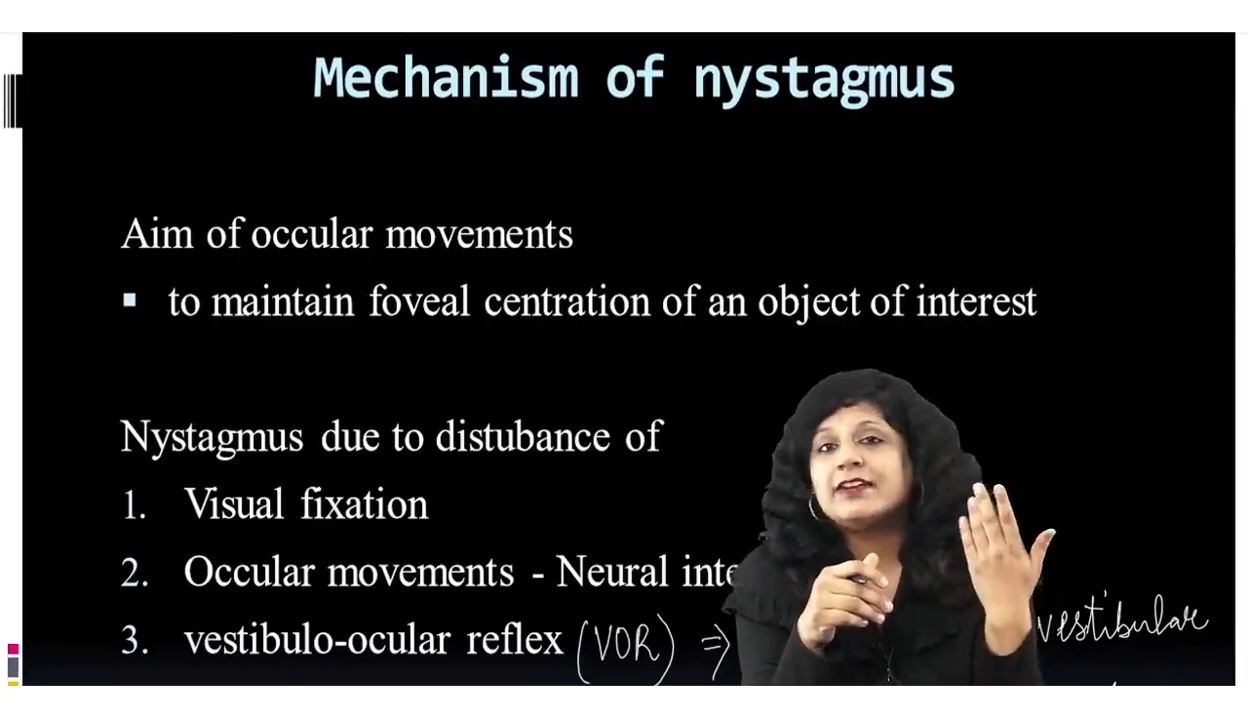 Mechanism of nystagmus
Aim of occular movements
▪ to maintain foveal centration of an object of interest
Nystagmus due to distubance of
1. Visual fixation
2. Occular movements - Neural inte
3. vestibulo-ocular reflex (VOR) ⇒ vestibular